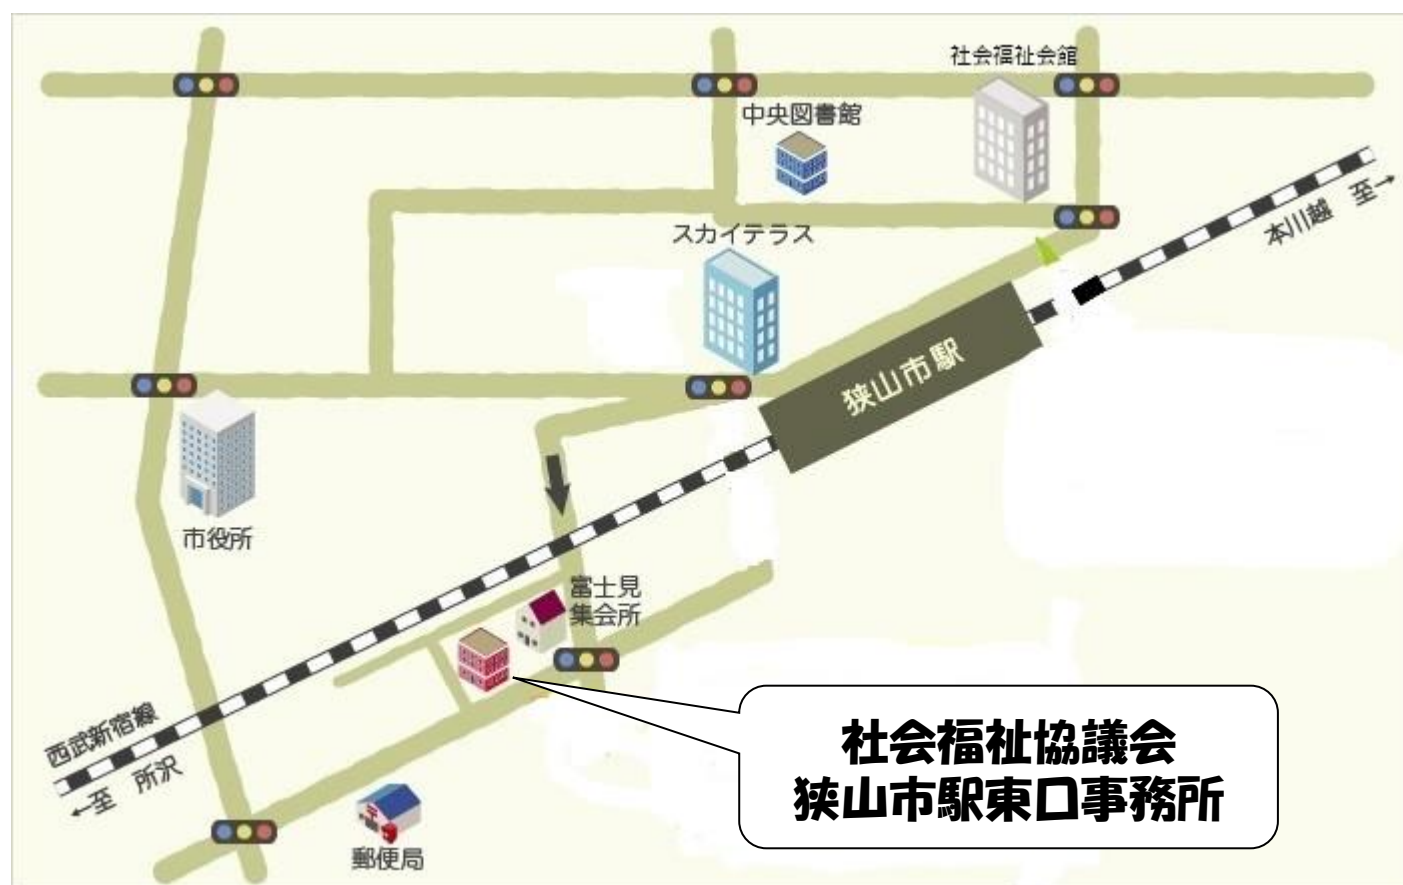 社会福祉会館
中央図書館
本川越 至→
スカイテラス
狭山市駅
市役所
富士見
集会所
西武新宿線
←至 所沢
社会福祉協議会
狭山市駅東口事務所
〒
郵便局